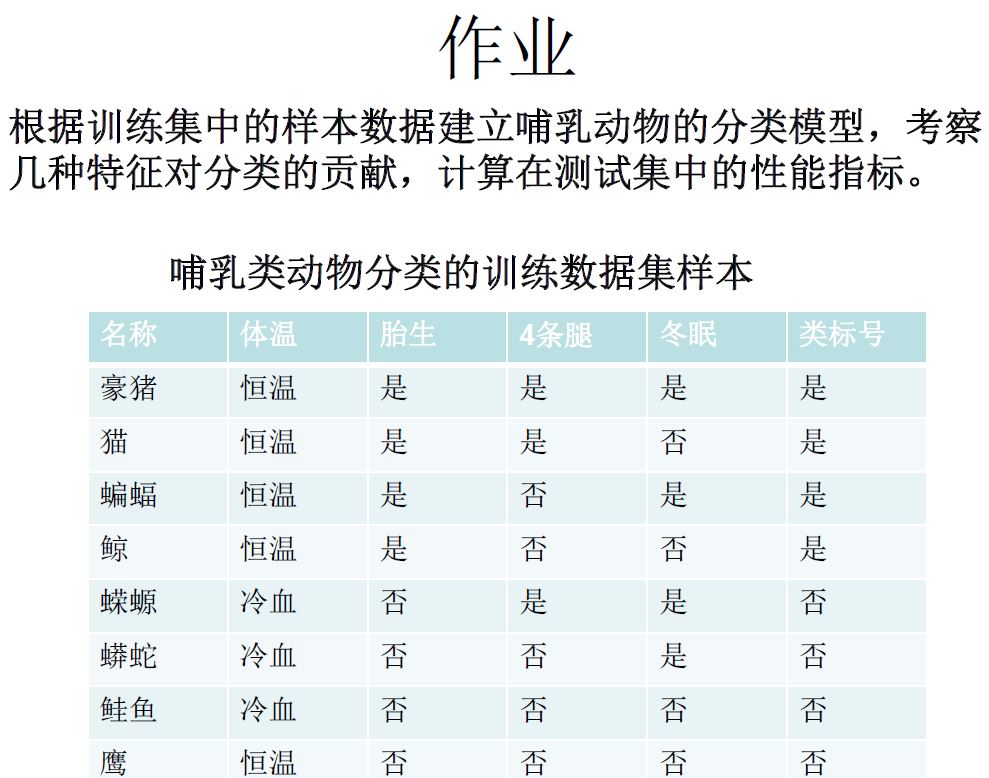 作业
根据训练集中的样本数据建立哺乳动物的分类模型，考察
几种特征对分类的贡献，计算在测试集中的性能指标。
哺乳类动物分类的训练数据集样本
名称 体温 胎生 4条腿 冬眠 类标号
豪猪 恒温 是 是 是 是
猫 恒温 是 是 否 是
蝙蝠 恒温 是 否 是 是
鲸 恒温 是 否 否 是
蝾螈 冷血 否 是 是 否
蟒蛇 冷血 否 否 是 否
鲑鱼 冷血 否 否 否 否
鹰 恒温 否 否 否 否